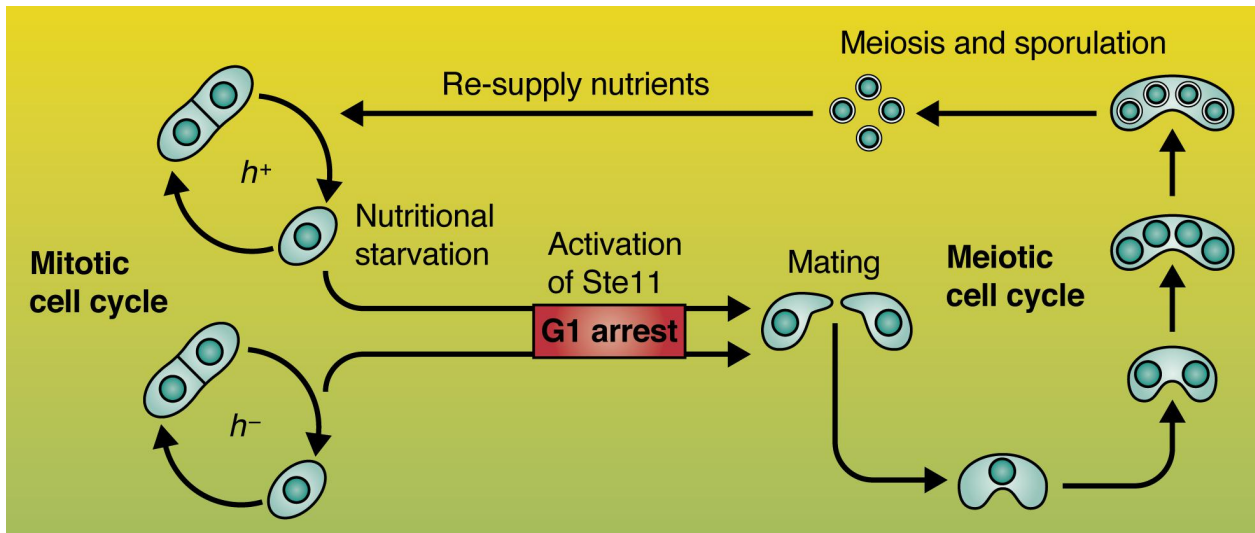 Meiosis and sporulation
Re-supply nutrients
h+
Nutritional
starvation
Activation
of Ste11
Mating
Mitotic
cell cycle
Meiotic
cell cycle
G1 arrest
h–